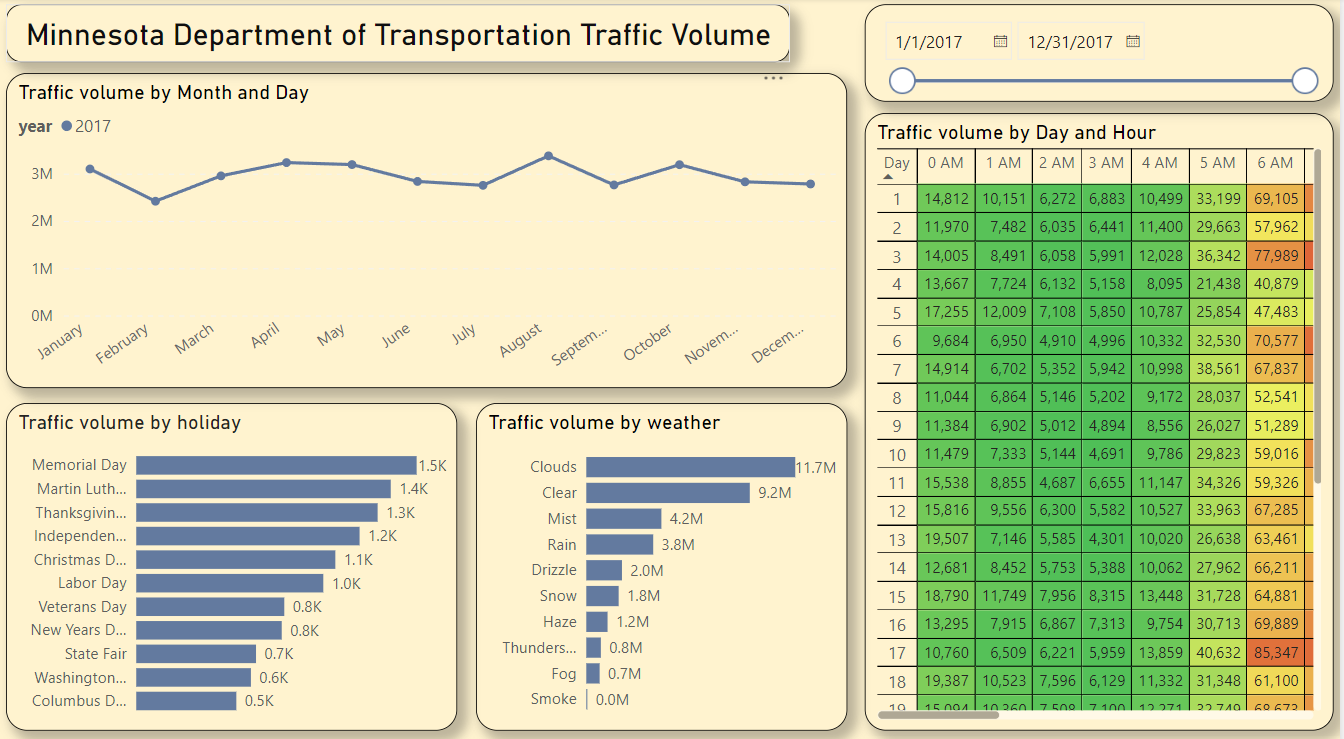 Minnesota Department of Transportation Traffic Volume
1/1/2017 12/31/2017
Traffic volume by Month and Day
year 2017
3M
2M
1M
0M
January February March April May June July August Septem... October Novem... Decem...
Traffic volume by holiday
Memorial Day 1.5K
Martin Luth... 1.4K
Thanksgivin... 1.3K
Independen... 1.2K
Christmas D... 1.1K
Labor Day 1.0K
Veterans Day 0.8K
New Years D... 0.8K
State Fair 0.7K
Washington... 0.6K
Columbus D... 0.5K
Traffic volume by weather
Clouds 11.7M
Clear 9.2M
Mist 4.2M
Rain 3.8M
Drizzle 2.0M
Snow 1.8M
Haze 1.2M
Thunders... 0.8M
Fog 0.7M
Smoke 0.0M
Traffic volume by Day and Hour
Day 0 AM 1 AM 2 AM 3 AM 4 AM 5 AM 6 AM
1 14,812 10,151 6,272 6,883 10,499 33,199 69,105
2 11,970 7,482 6,035 6,441 11,400 29,663 57,962
3 14,005 8,491 6,058 5,991 12,028 36,342 77,989
4 13,667 7,724 6,132 5,158 8,095 21,438 40,879
5 17,255 12,009 7,108 5,850 10,787 25,854 47,483
6 9,684 6,950 4,910 4,996 10,332 32,530 70,577
7 14,914 6,702 5,352 5,942 10,998 38,561 67,837
8 11,044 6,864 5,146 5,202 9,172 28,037 52,541
9 11,384 6,902 5,012 4,894 8,556 26,027 51,289
10 11,479 7,333 5,144 4,691 9,786 29,823 59,016
11 15,538 8,855 4,687 6,655 11,147 34,326 59,326
12 15,816 9,556 6,300 5,582 10,527 33,963 67,285
13 19,507 7,146 5,585 4,301 10,020 26,638 63,461
14 12,681 8,452 5,753 5,388 10,062 27,962 66,211
15 18,790 11,749 7,956 8,315 13,448 31,728 64,881
16 13,295 7,915 6,867 7,313 9,754 30,713 69,889
17 10,760 6,509 6,221 5,959 13,859 40,632 85,347
18 19,387 10,523 7,596 6,129 11,332 31,348 61,100
19 15,094 10,360 7,508 7,100 12,271 32,749 68,673